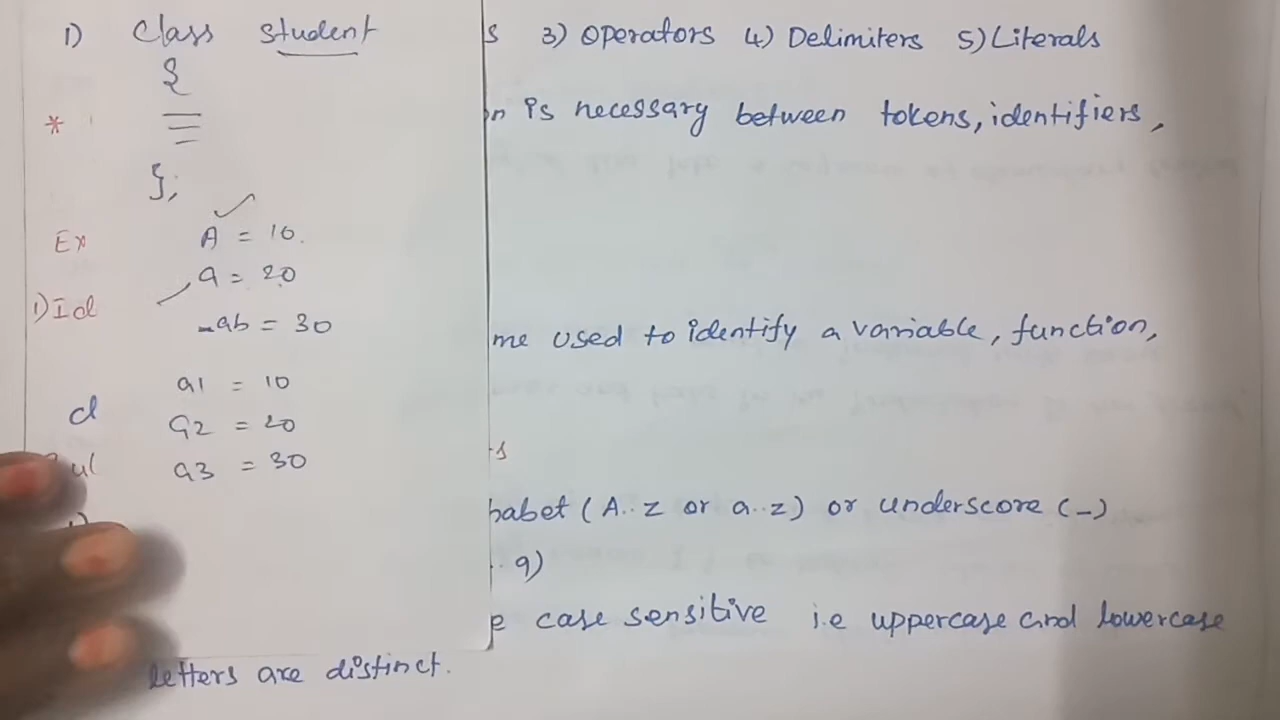 1) Class Student
{
};
A = 10
a = 20
_ab = 30
a1 = 10
a2 = 20
a3 = 30
*
Ex
1) Id
s 3) Operators 4) Delimiters 5) Literals
is necessary between tokens, identifiers,
me used to identify a variable, function,
babet (A..z or a..z) or underscore (-)
9)
case sensitive i.e uppercase and lowercase
letters are distinct.